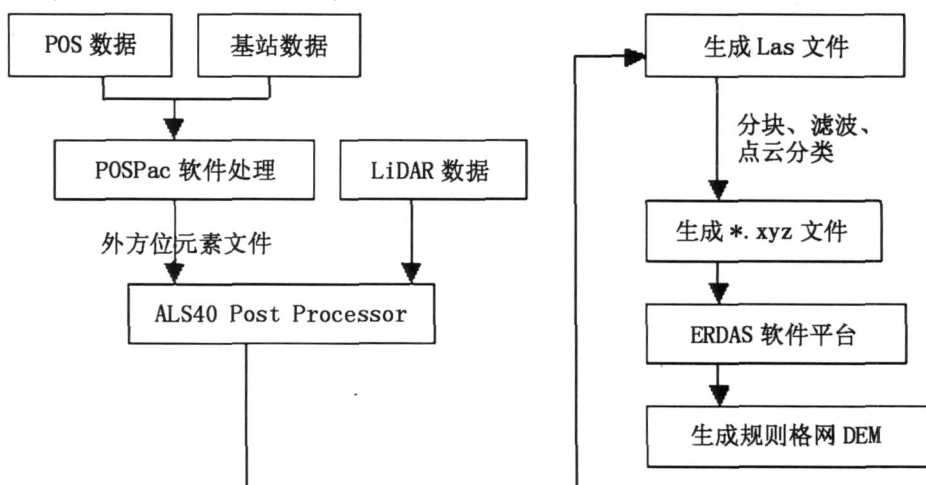 POS 数据
基站数据
POSPac 软件处理
LiDAR 数据
外方位元素文件
ALS40 Post Processor
生成 Las 文件
分块、滤波、
点云分类
生成 *.xyz 文件
ERDAS 软件平台
生成规则格网 DEM